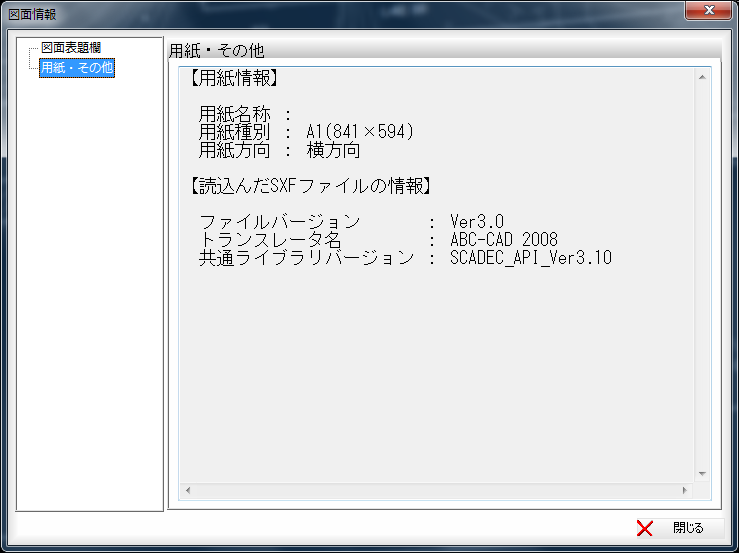 図面情報
図面表題欄
用紙・その他
用紙・その他
【用紙情報】
用紙名称 :
用紙種別 : A1(841×594)
用紙方向 : 横方向
【読込んだSXFファイルの情報】
ファイルバージョン : Ver3.0
トランスレータ名 : ABC-CAD 2008
共通ライブラリバージョン : SCADEC_API_Ver3.10
閉じる